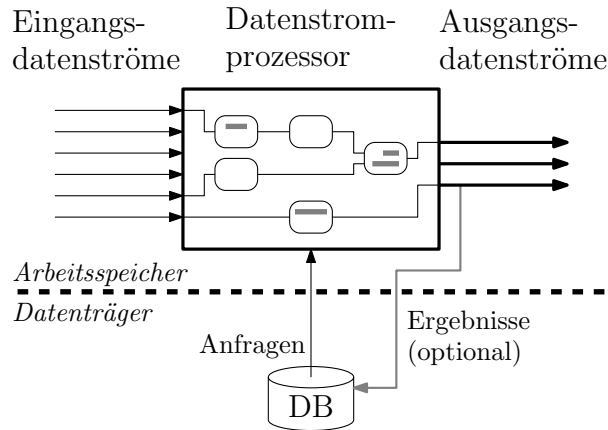 Eingangs-
datenströme
Datenstrom-
prozessor
Ausgangs-
datenströme
Arbeitsspeicher
Datenträger
Anfragen
Ergebnisse
(optional)
DB